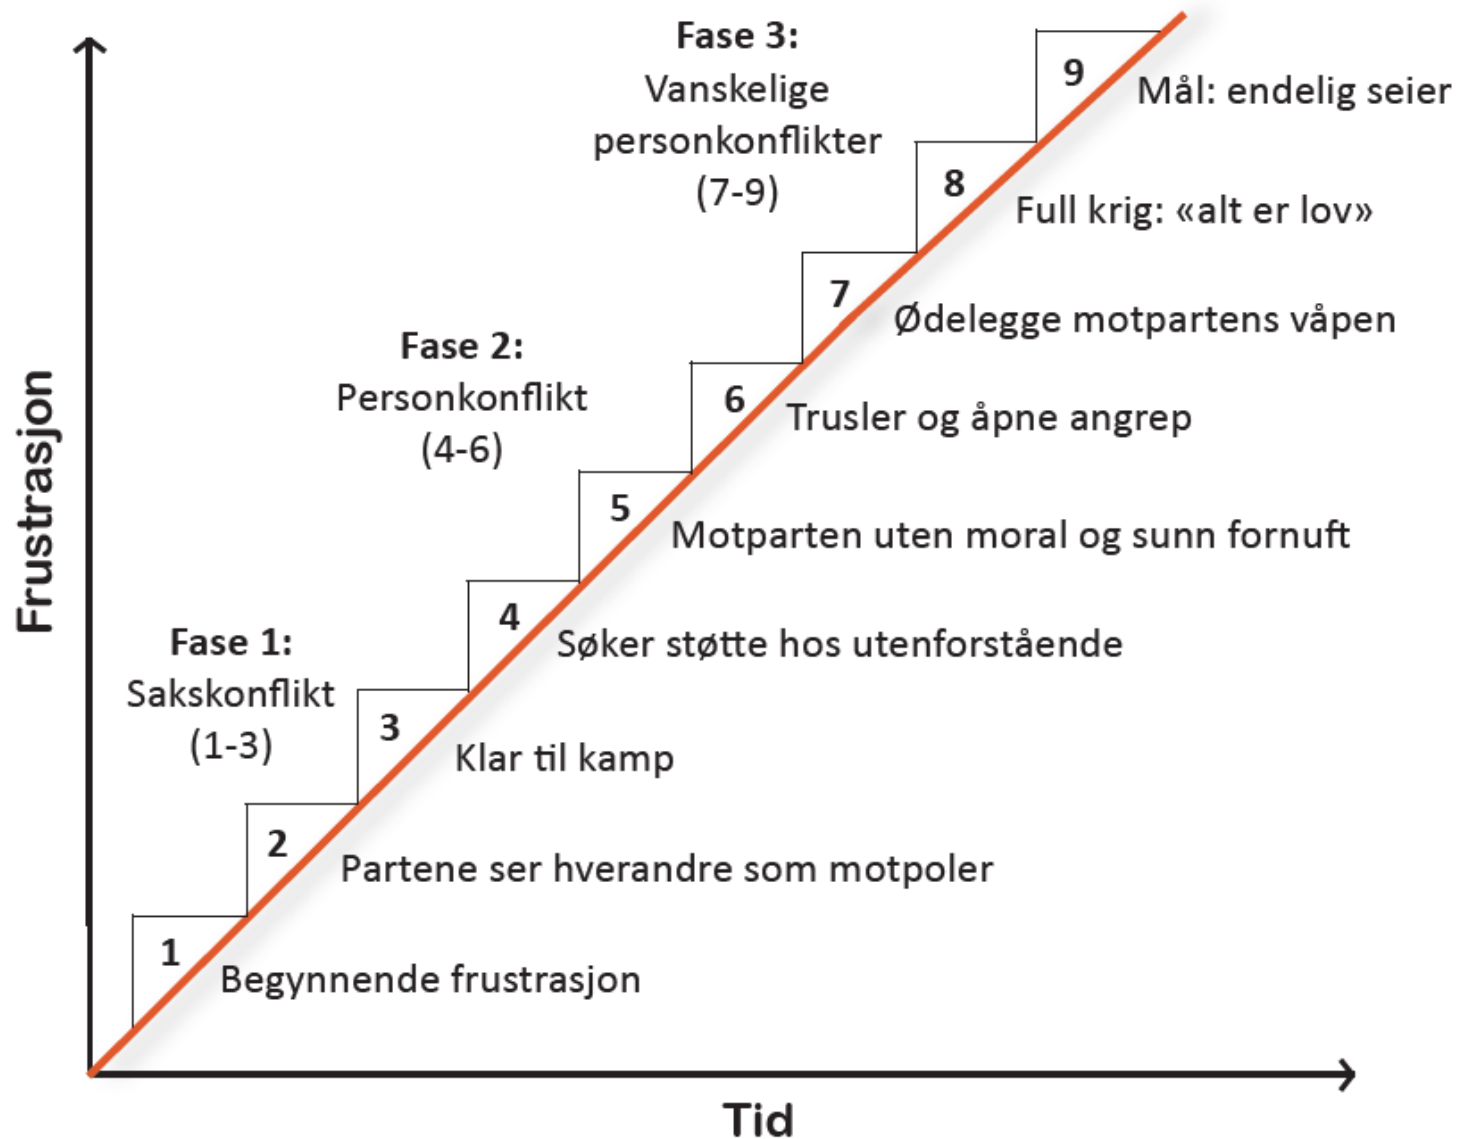 Fase 3:
Vanskelige
personkonflikter
(7-9)
9
Mål: endelig seier
8
Full krig: «alt er lov»
7
Ødelegge motpartens våpen
Fase 2:
Personkonflikt
(4-6)
6
Trusler og åpne angrep
5
Motparten uten moral og sunn fornuft
4
Søker støtte hos utenforstående
Fase 1:
Sakskonflikt
(1-3)
3
Klar til kamp
2
Partene ser hverandre som motpoler
1
Begynnende frustrasjon
Frustrasjon
Tid